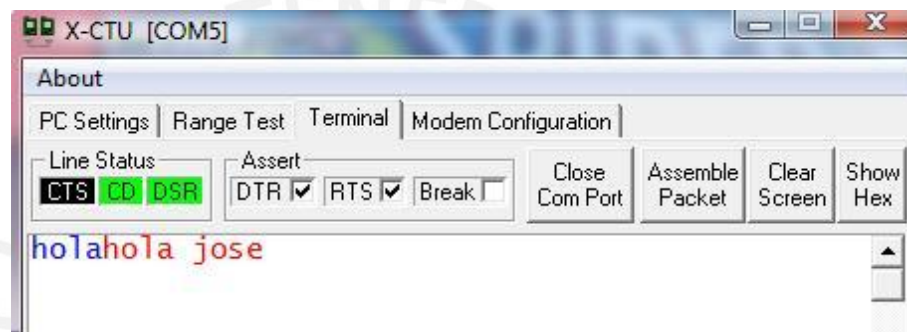 X-CTU [COM5]
About
PC Settings Range Test Terminal Modem Configuration
Line Status Assert
CTS CD DSR DTR RTS Break Close Com Port Assemble Packet Clear Screen Show Hex
holahola jose